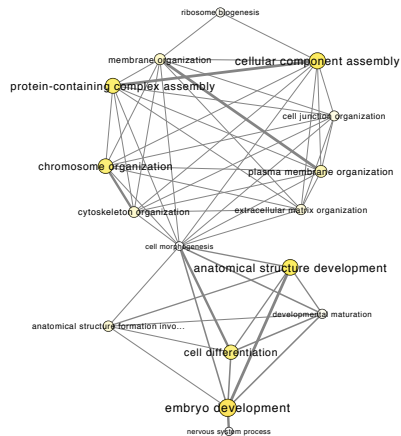 ribosome biogenesis
membrane organization
cellular component assembly
protein-containing complex assembly
cell junction organization
chromosome organization
plasma membrane organization
cytoskeleton organization
extracellular matrix organization
cell morphogenesis
anatomical structure development
developmental maturation
anatomical structure formation invo...
cell differentiation
embryo development
nervous system process